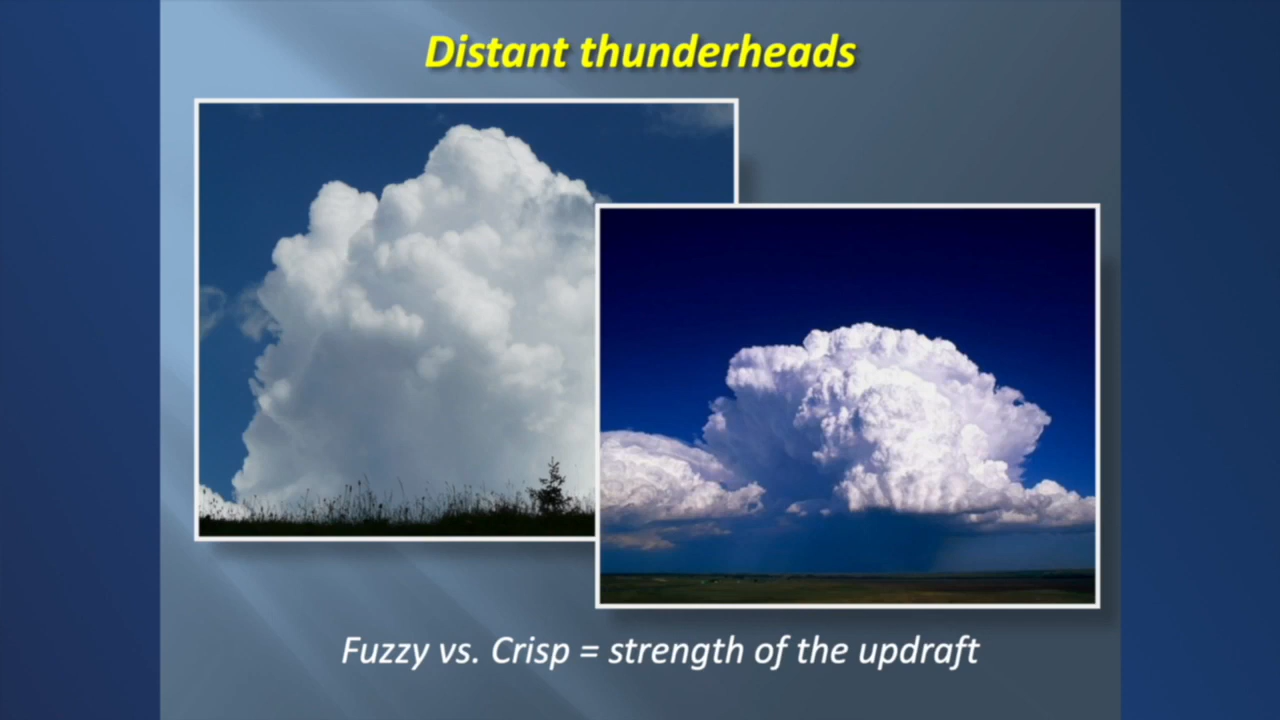 Distant thunderheads
Fuzzy vs. Crisp = strength of the updraft